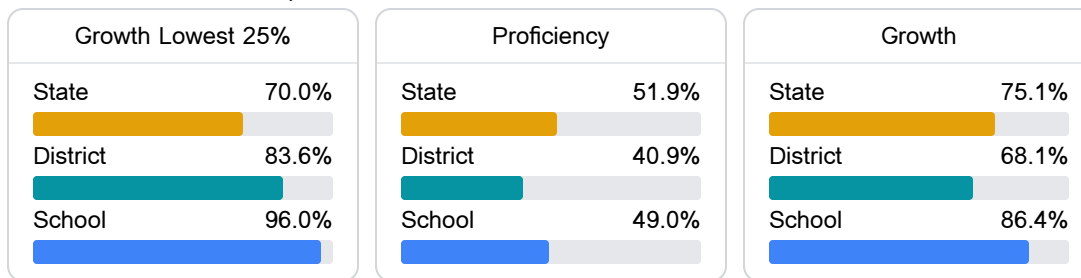 Growth Lowest 25%
State 70.0%
District 83.6%
School 96.0%
Proficiency
State 51.9%
District 40.9%
School 49.0%
Growth
State 75.1%
District 68.1%
School 86.4%